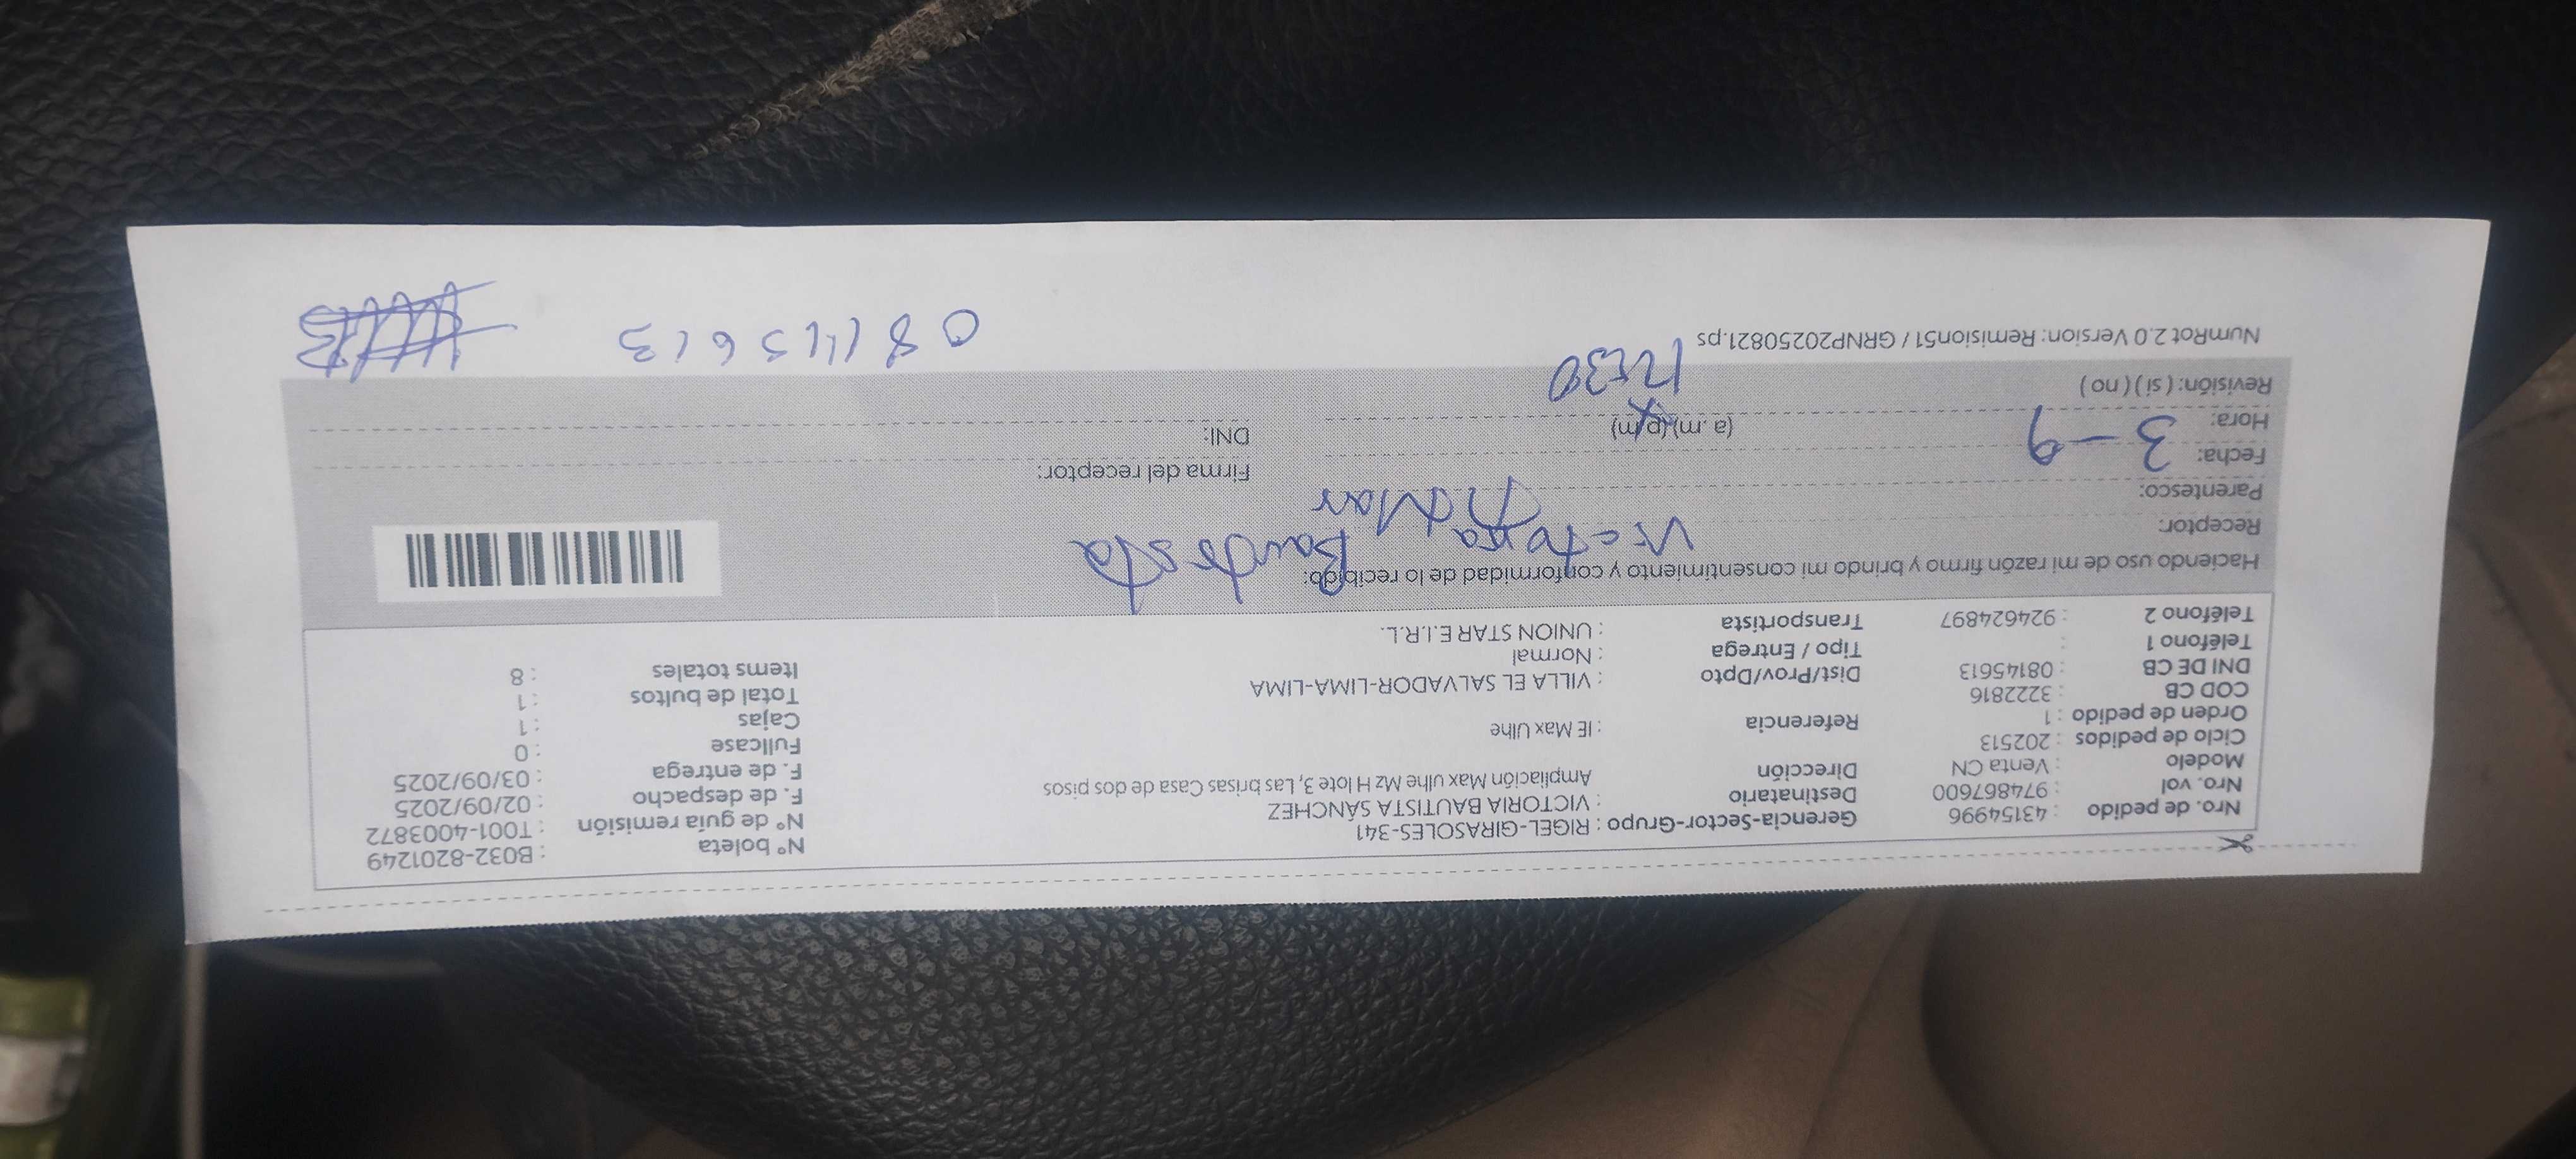 Nro. de pedido : 43154996 Gerencia-Sector-Grupo : RIGEL-GIRASOLES-341 N° boleta : B032-8201249
Nro. vol : 974867600 Destinatario : VICTORIA BAUTISTA SÁNCHEZ N° de guía remisión : T001-4003872
Modelo : Venta CN Dirección Ampliación Max ulhe Mz H lote 3, Las brisas Casa de dos pisos F. de despacho : 02/09/2025
Ciclo de pedidos : 202513 F. de entrega : 03/09/2025
Orden de pedido : 1 Referencia : IE Max Ulhe Fullcase : 0
COD CB : 3222816 Cajas : 1
DNI DE CB : 08145613 Dist/Prov/Dpto : VILLA EL SALVADOR-LIMA-LIMA Total de bultos : 1
Teléfono 1 : Tipo / Entrega : Normal Items totales : 8
Teléfono 2 : 924624897 Transportista : UNION STAR E.I.R.L.
Haciendo uso de mi razón firmo y brindo mi consentimiento y conformidad de lo recibido:
Receptor: Victoria Bautista
Parentesco: titular
Fecha: 3-9 Firma del receptor:
Hora: (a.m) (p.m) DNI:
Revisión: (si) (no) 12:30
NumRot 2.0 Version: Remision51 / GRNP20250821.ps 08145613